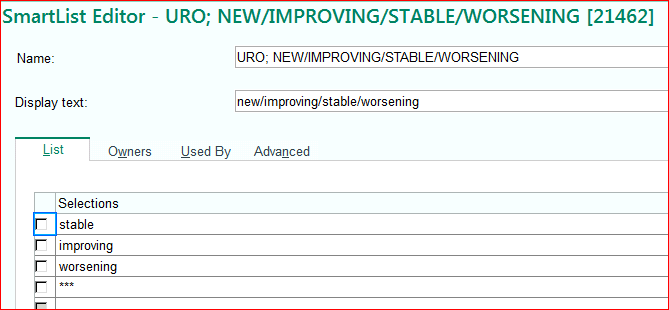 SmartList Editor - URO; NEW/IMPROVING/STABLE/WORSENING [21462]
Name: URO; NEW/IMPROVING/STABLE/WORSENING
Display text: new/improving/stable/worsening
List Owners Used By Advanced
Selections
stable
improving
worsening
***